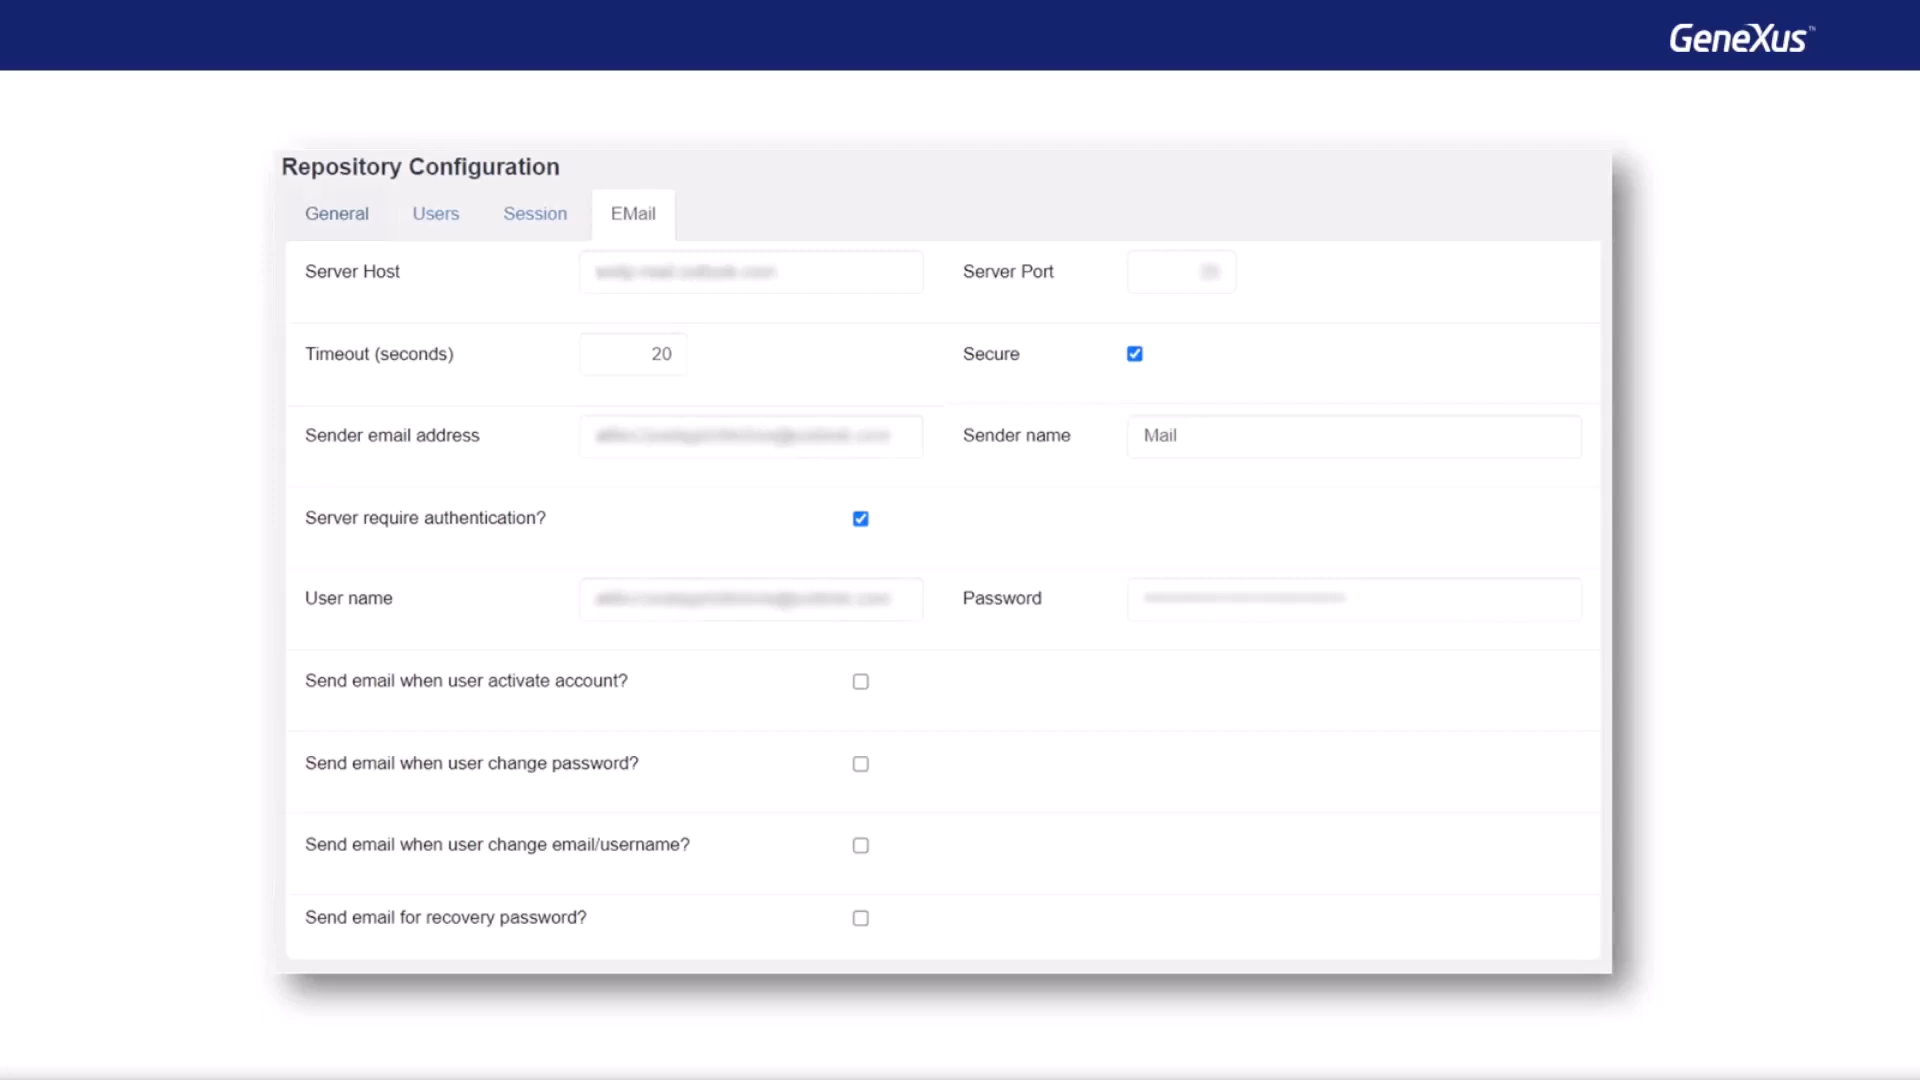 GeneXus™
Repository Configuration
General Users Session EMail
Server Host Server Port
Timeout (seconds) 20 Secure
Sender email address Sender name Mail
Server require authentication?
User name Password
Send email when user activate account?
Send email when user change password?
Send email when user change email/username?
Send email for recovery password?